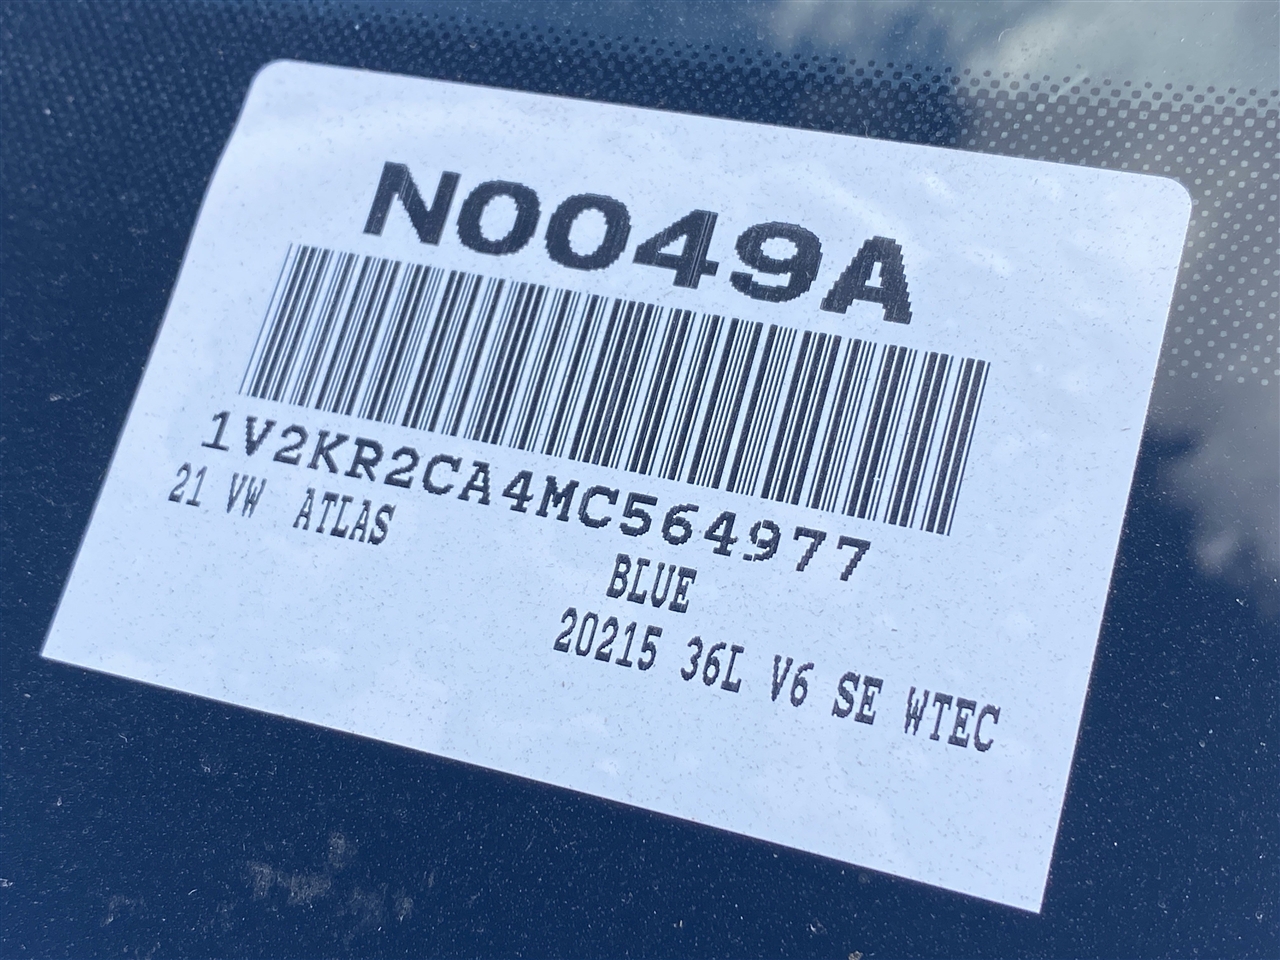 N0049A
1V2KR2CA4MC564977
21 VW ATLAS
BLUE
20215 36L V6 SE WTEC